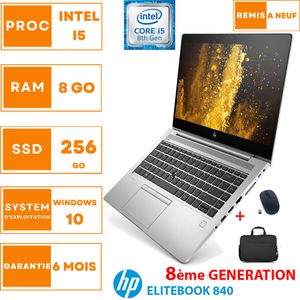 PROC
INTEL
I5
intel
CORE i5
8th Gen
REMIS A NEUF
RAM
8 GO
SSD
256
GO
SYSTEM
D'EXPLOITATION
WINDOWS
10
GARANTIE
6 MOIS
+
hp
8ème GENERATION
ELITEBOOK 840